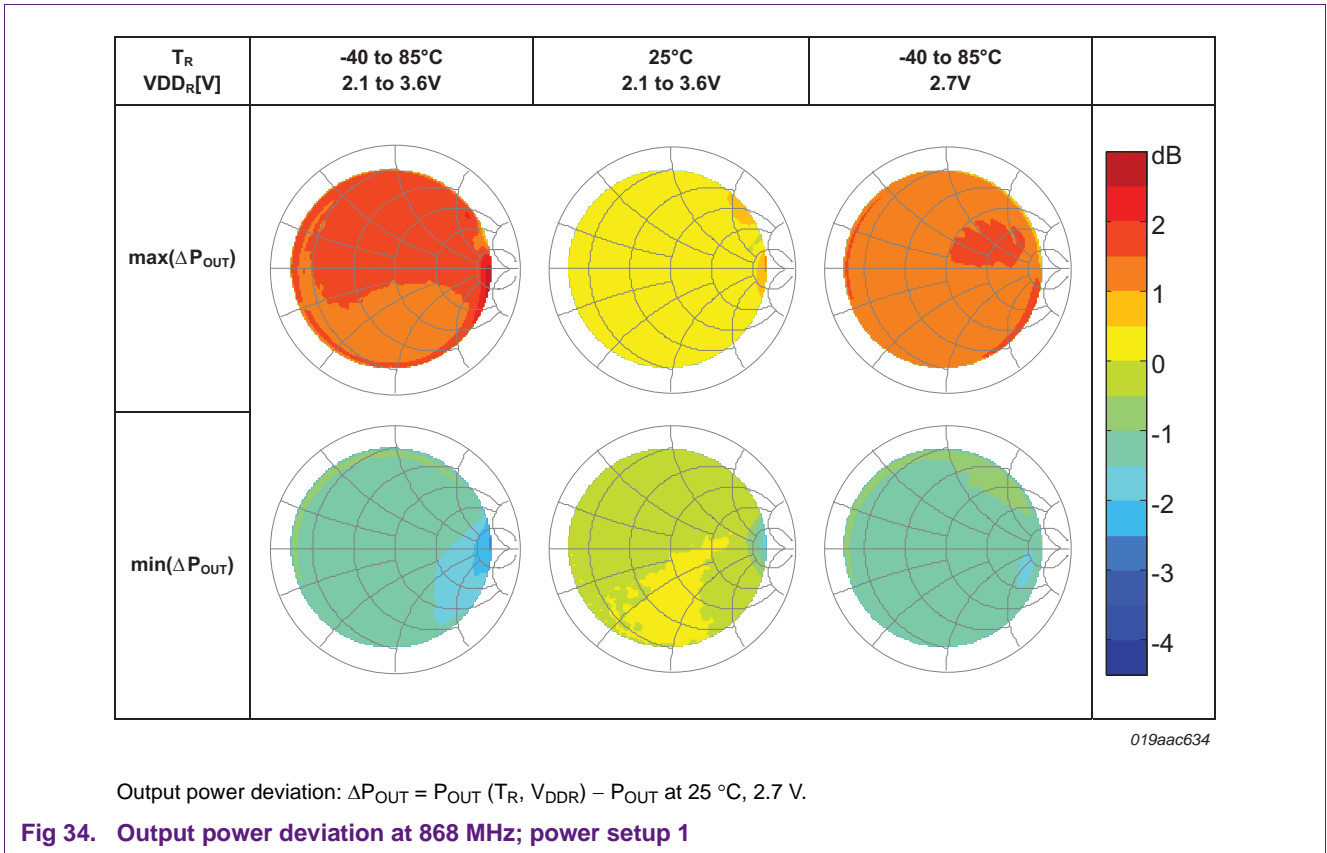 TR
VDDR[V]
-40 to 85°C
2.1 to 3.6V
25°C
2.1 to 3.6V
-40 to 85°C
2.7V
max(ΔPOUT)
min(ΔPOUT)
dB
2
1
0
-1
-2
-3
-4
019aac634
Output power deviation: ΔPOUT = POUT (TR, VDDR) − POUT at 25 °C, 2.7 V.
Fig 34. Output power deviation at 868 MHz; power setup 1